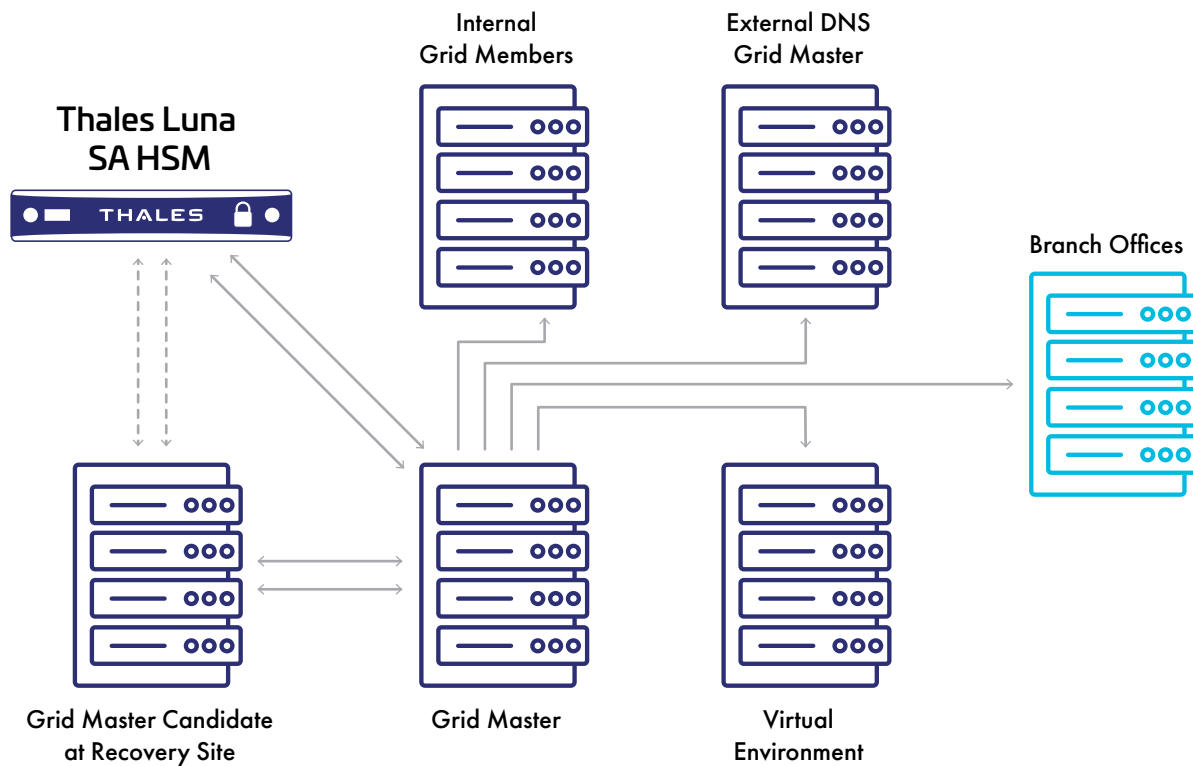 Internal
Grid Members
External DNS
Grid Master
Thales Luna
SA HSM
THALES
Branch Offices
Grid Master Candidate
at Recovery Site
Grid Master
Virtual
Environment